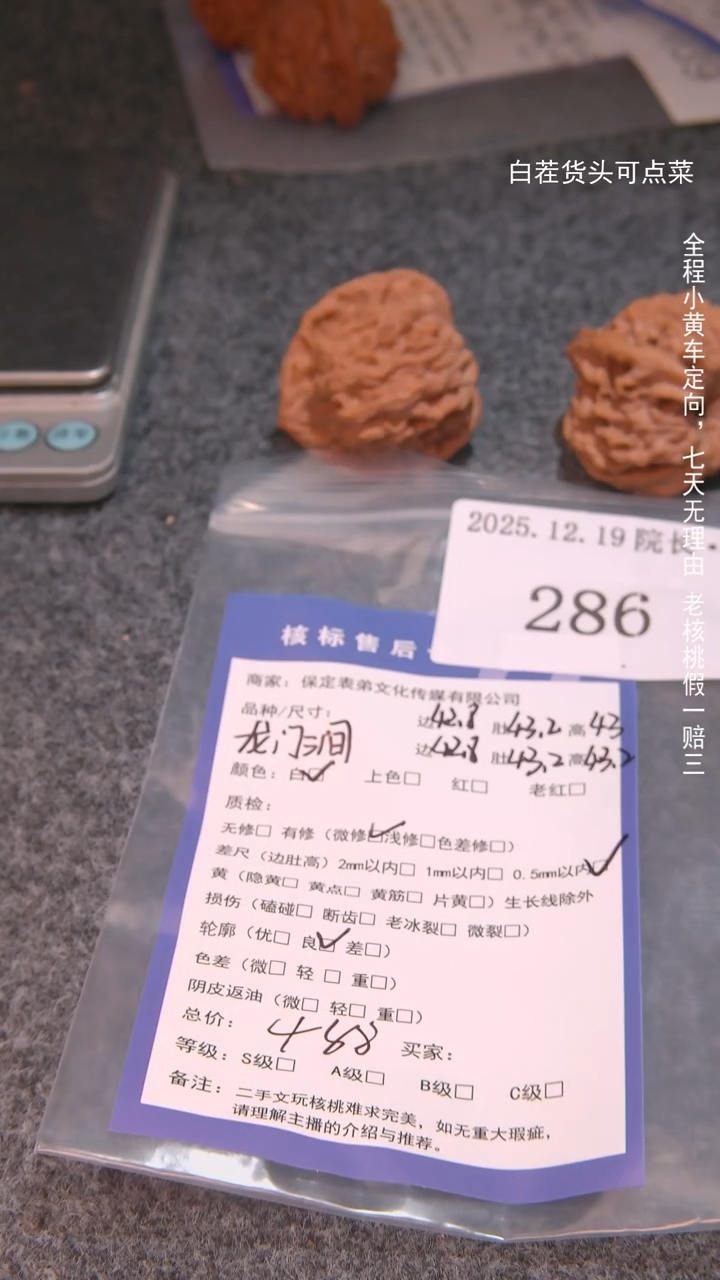 白茬货头可点菜
全程小黄车定向，七天无理由 老核桃假一赔三
2025.12.19 院长
286
核标售后
商家：保定表弟文化传媒有限公司
品种/尺寸： 边42.8 肚43.2 高43
龙门三间 边42.8 肚43.2 高43.2
颜色：白☑ 上色□ 红□ 老红□
质检：
无修□ 有修（微修☑浅修□色差修□）
差尺（边肚高）2mm以内□ 1mm以内□ 0.5mm以内☑
黄（隐黄□ 黄点□ 黄筋□ 片黄□）生长线除外
损伤（磕碰□ 断齿□ 老冰裂□ 微裂□）
轮廓（优□ 良☑ 差□）
色差（微□ 轻□ 重□）
阴皮返油（微□ 轻□ 重□）
总价：488 买家：
等级：S级□ A级□ B级□ C级□
备注：二手文玩核桃难求完美，如无重大瑕疵，
请理解主播的介绍与推荐。